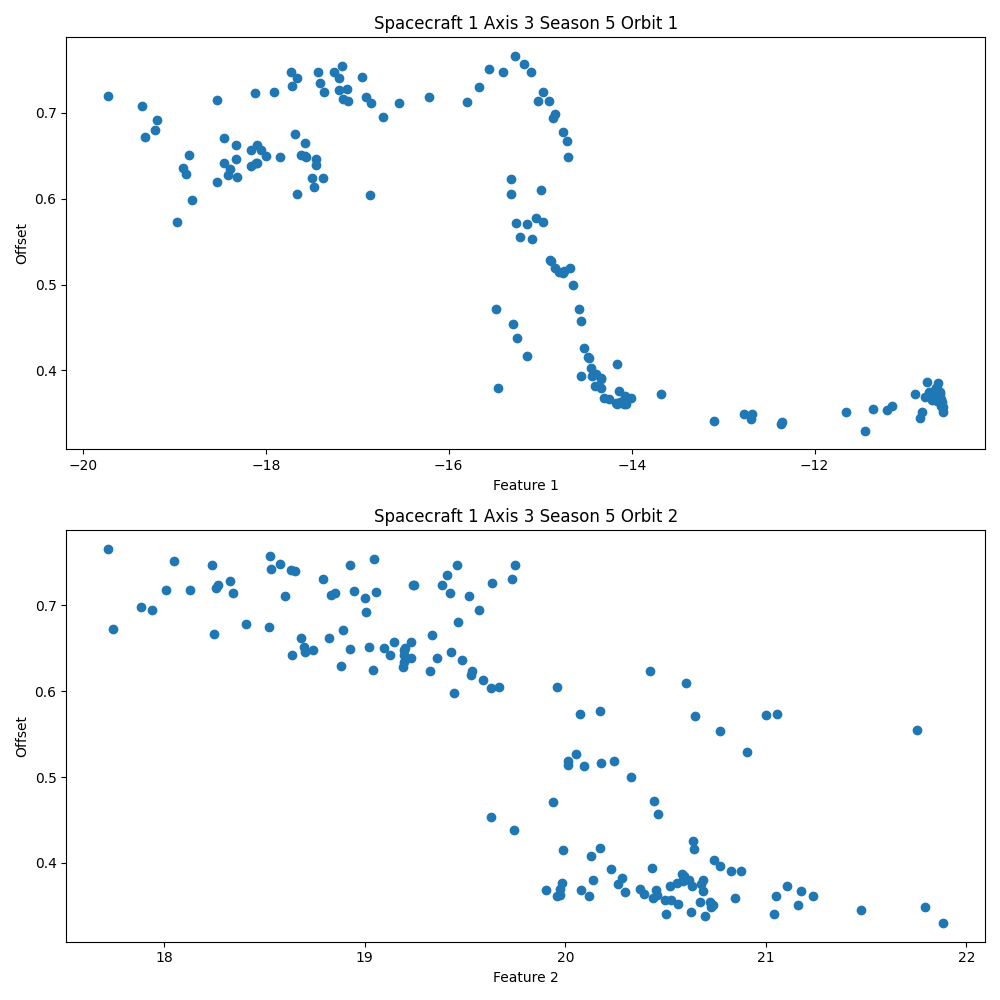 Spacecraft 1 Axis 3 Season 5 Orbit 1
0.7
0.6
0.5
0.4
Offset
−20 −18 −16 −14 −12
Feature 1
Spacecraft 1 Axis 3 Season 5 Orbit 2
0.7
0.6
0.5
0.4
Offset
18 19 20 21 22
Feature 2